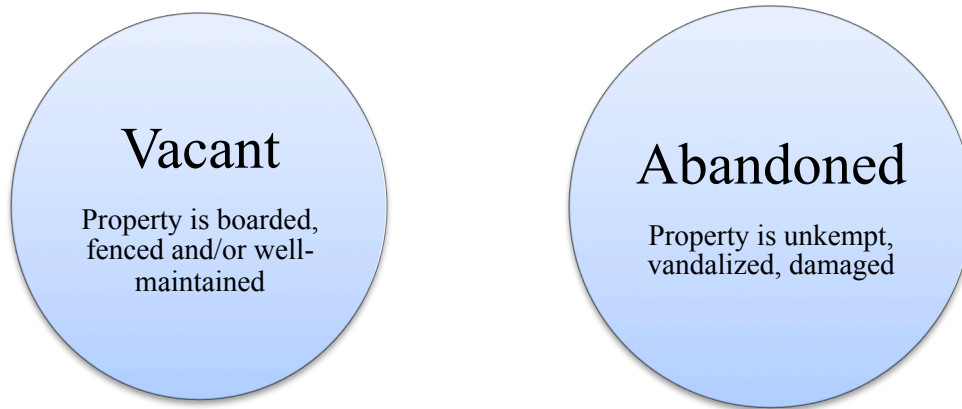 Vacant
Property is boarded,
fenced and/or well-
maintained
Abandoned
Property is unkempt,
vandalized, damaged